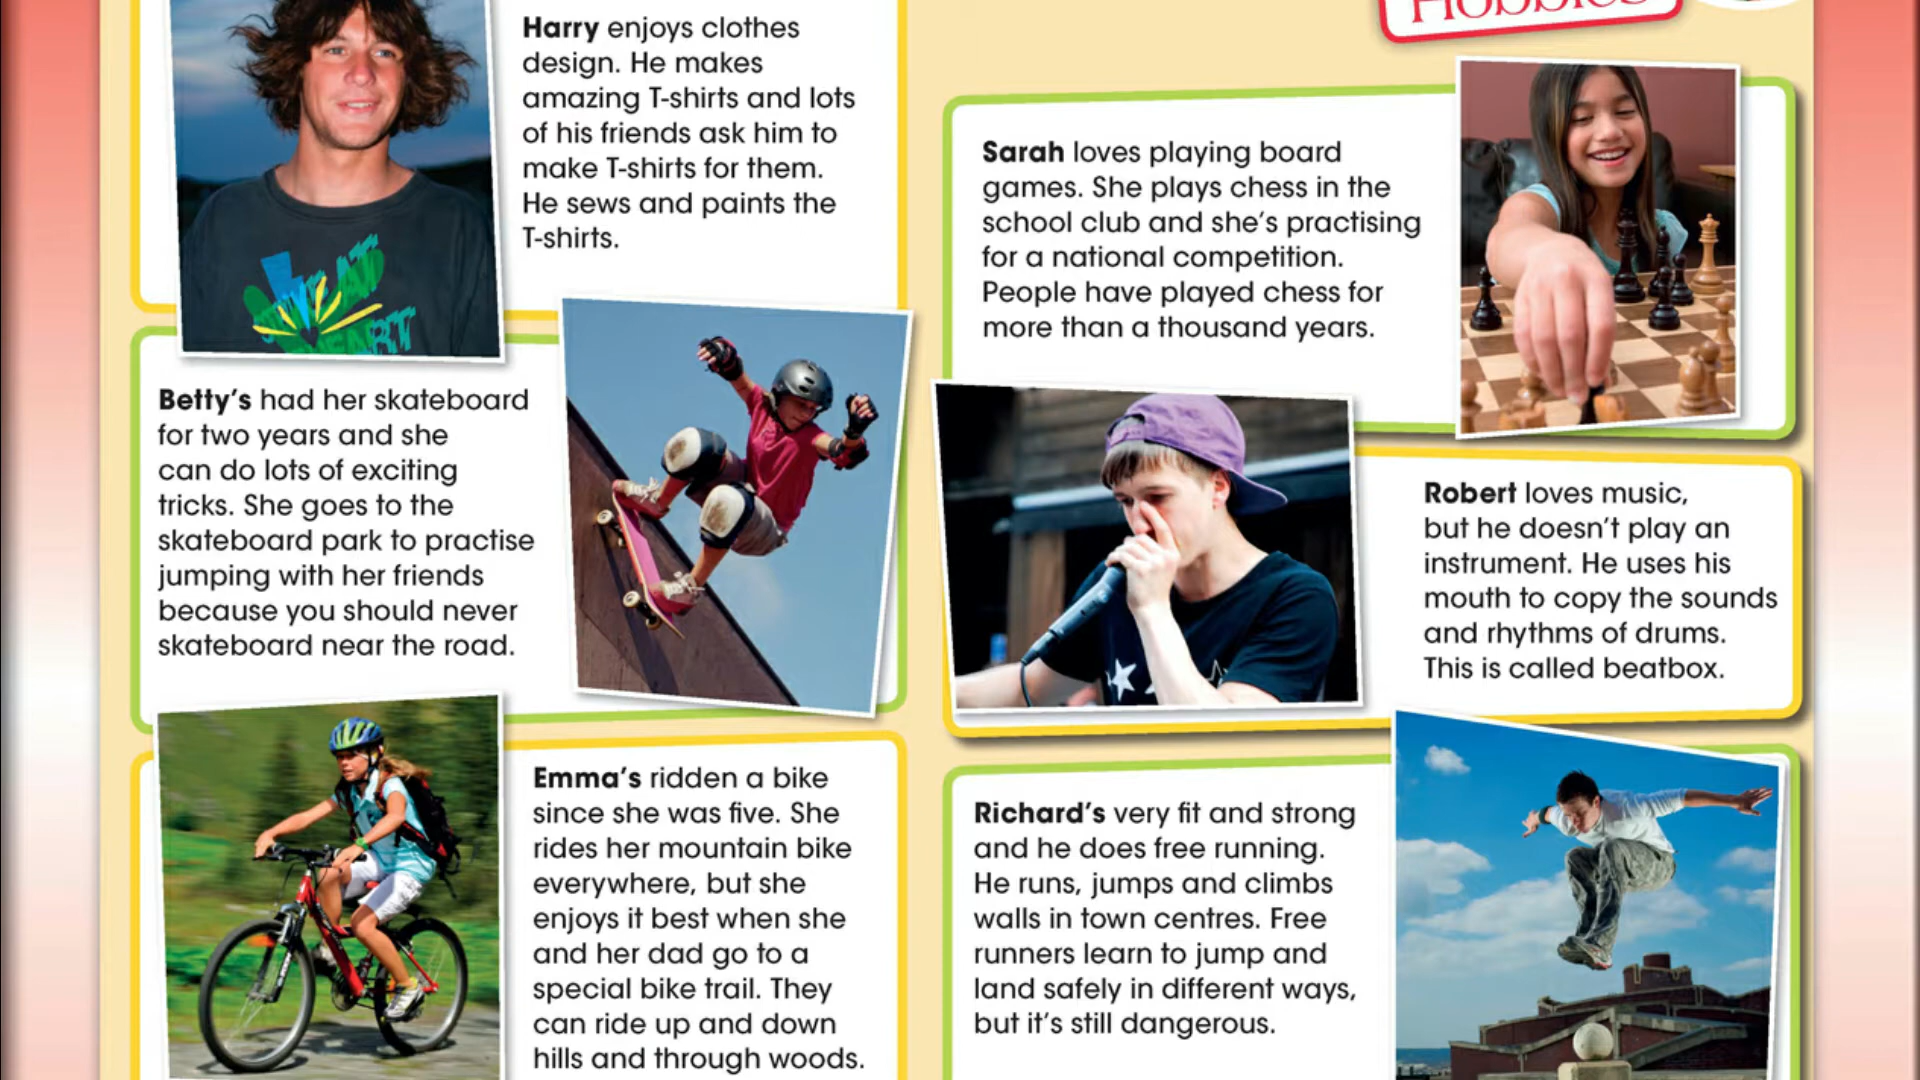 Hobbies
Harry enjoys clothes
design. He makes
amazing T-shirts and lots
of his friends ask him to
make T-shirts for them.
He sews and paints the
T-shirts.
Betty's had her skateboard
for two years and she
can do lots of exciting
tricks. She goes to the
skateboard park to practise
jumping with her friends
because you should never
skateboard near the road.
Emma's ridden a bike
since she was five. She
rides her mountain bike
everywhere, but she
enjoys it best when she
and her dad go to a
special bike trail. They
can ride up and down
hills and through woods.
Sarah loves playing board
games. She plays chess in the
school club and she's practising
for a national competition.
People have played chess for
more than a thousand years.
Robert loves music,
but he doesn't play an
instrument. He uses his
mouth to copy the sounds
and rhythms of drums.
This is called beatbox.
Richard's very fit and strong
and he does free running.
He runs, jumps and climbs
walls in town centres. Free
runners learn to jump and
land safely in different ways,
but it's still dangerous.